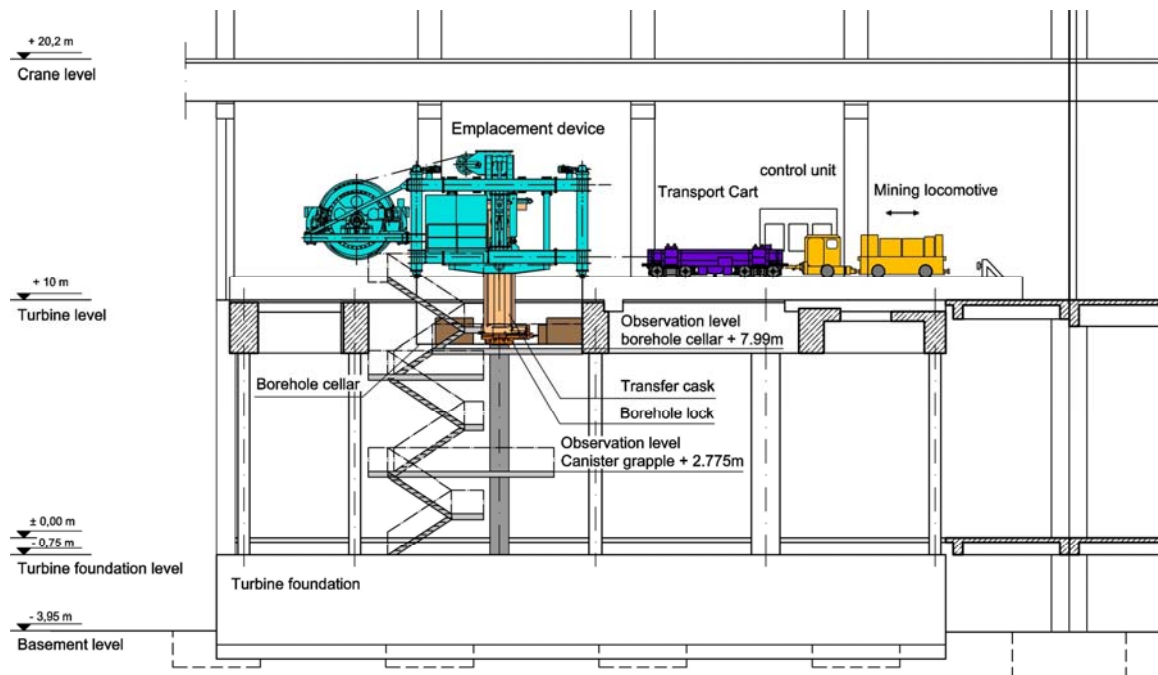 + 20,2 m
Crane level
Emplacement device
control unit
Transport Cart
Mining locomotive
+ 10 m
Turbine level
Observation level
borehole cellar + 7.99m
Borehole cellar
Transfer cask
Borehole lock
Observation level
Canister grapple + 2.775m
± 0,00 m
- 0,75 m
Turbine foundation level
Turbine foundation
- 3,95 m
Basement level